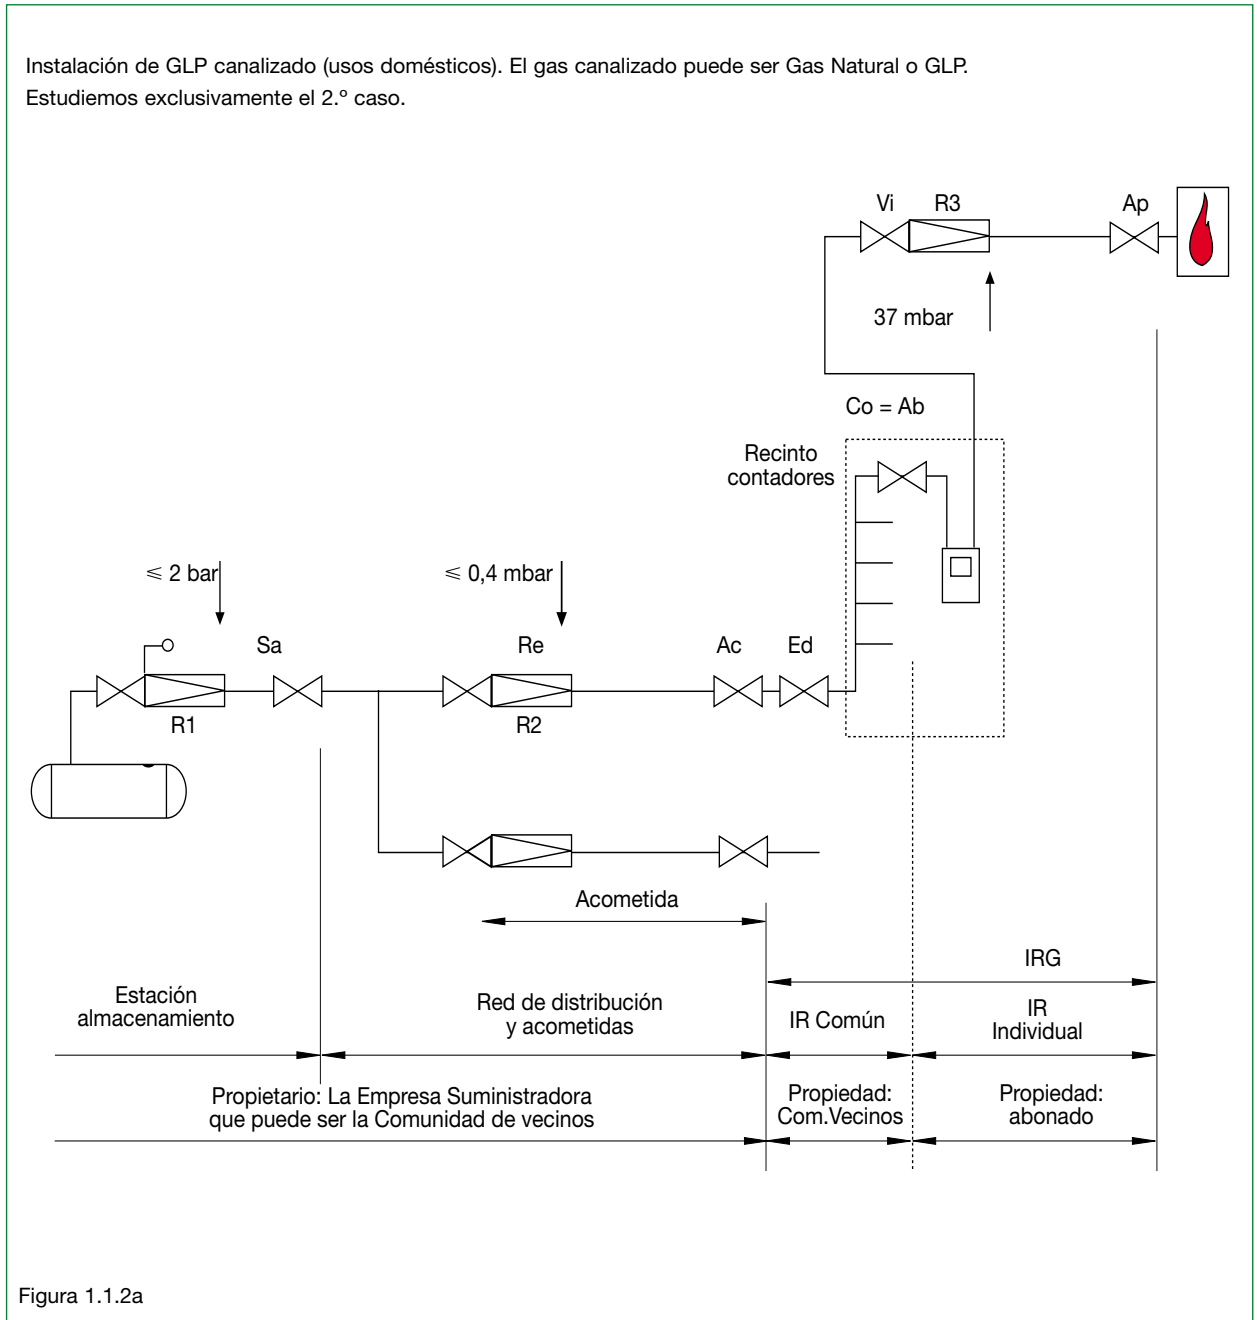 Instalación de GLP canalizado (usos domésticos). El gas canalizado puede ser Gas Natural o GLP.
Estudiemos exclusivamente el 2.º caso.
Vi
R3
Ap
37 mbar
Co = Ab
Recinto
contadores
⩽ 2 bar
⩽ 0,4 mbar
Sa
Re
Ac
Ed
R1
R2
Acometida
IRG
Estación
almacenamiento
Red de distribución
y acometidas
IR Común
IR
Individual
Propietario: La Empresa Suministradora
que puede ser la Comunidad de vecinos
Propiedad:
Com.Vecinos
Propiedad:
abonado
Figura 1.1.2a